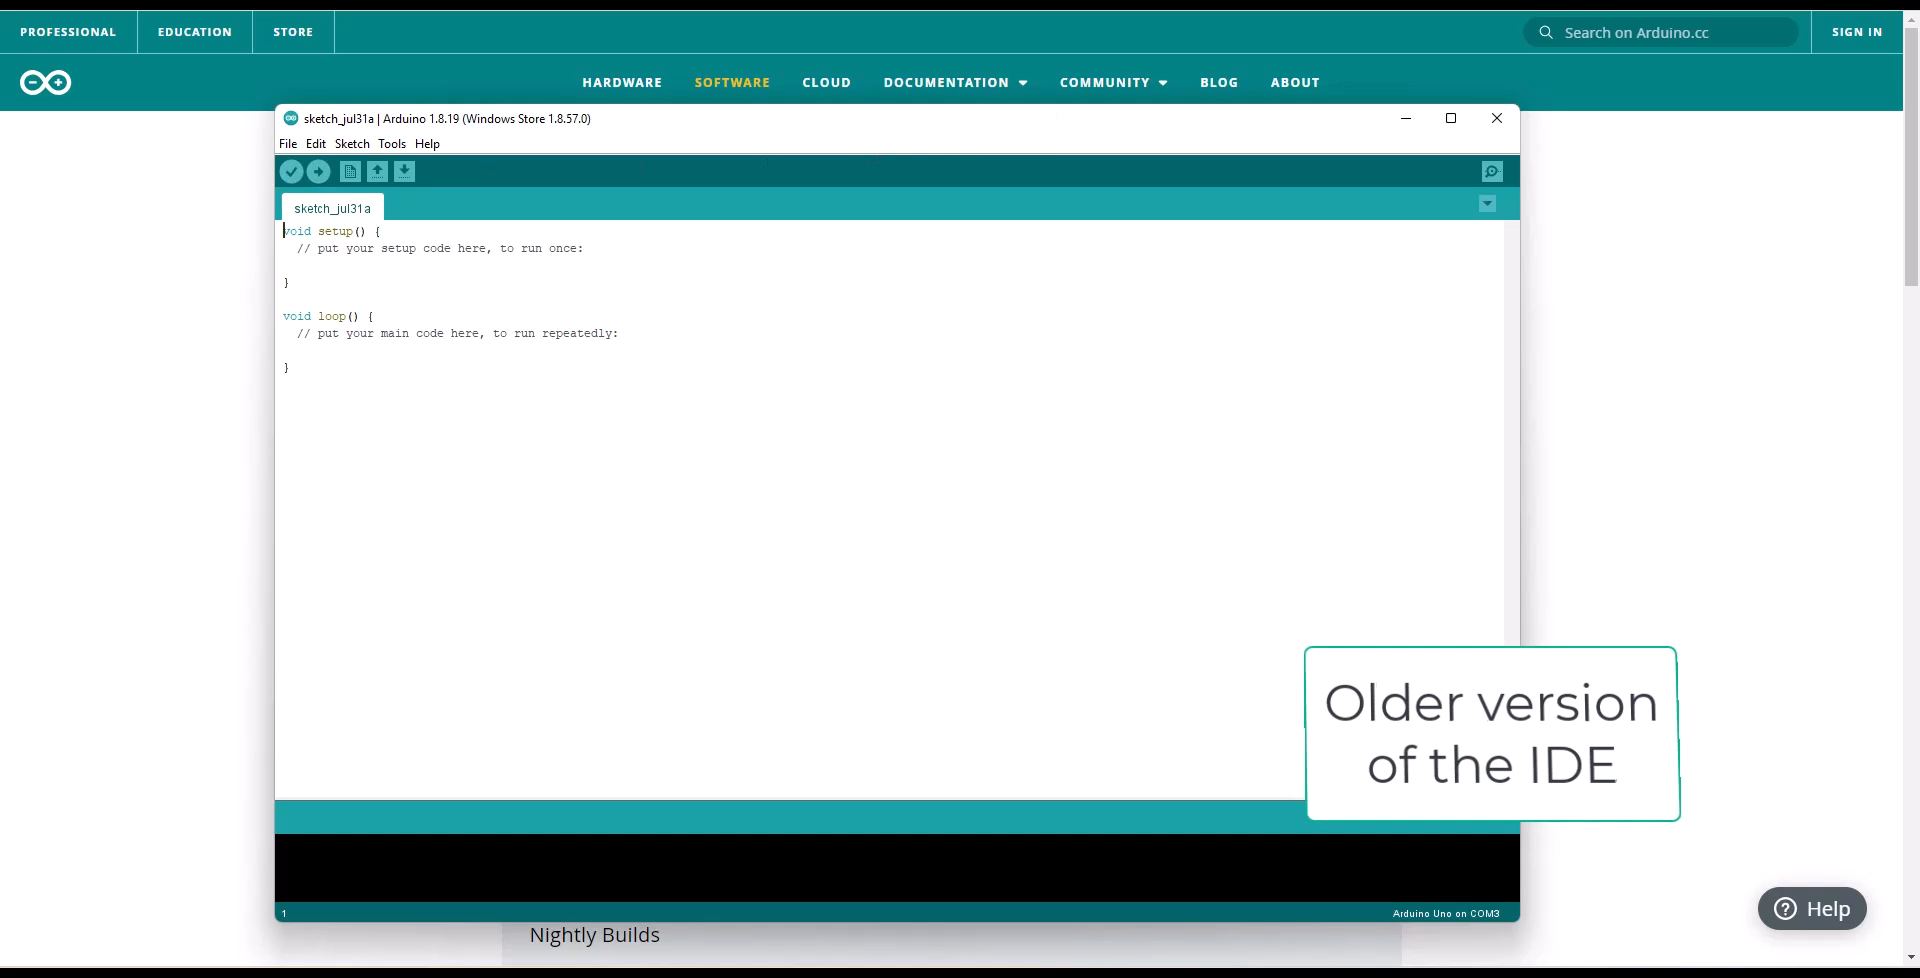 PROFESSIONAL EDUCATION STORE Search on Arduino.cc SIGN IN
HARDWARE SOFTWARE CLOUD DOCUMENTATION COMMUNITY BLOG ABOUT
sketch_jul31a | Arduino 1.8.19 (Windows Store 1.8.57.0)
File Edit Sketch Tools Help
sketch_jul31a
void setup() {
// put your setup code here, to run once:
}
void loop() {
// put your main code here, to run repeatedly:
}
Older version
of the IDE
1 Arduino Uno on COM3
Help
Nightly Builds